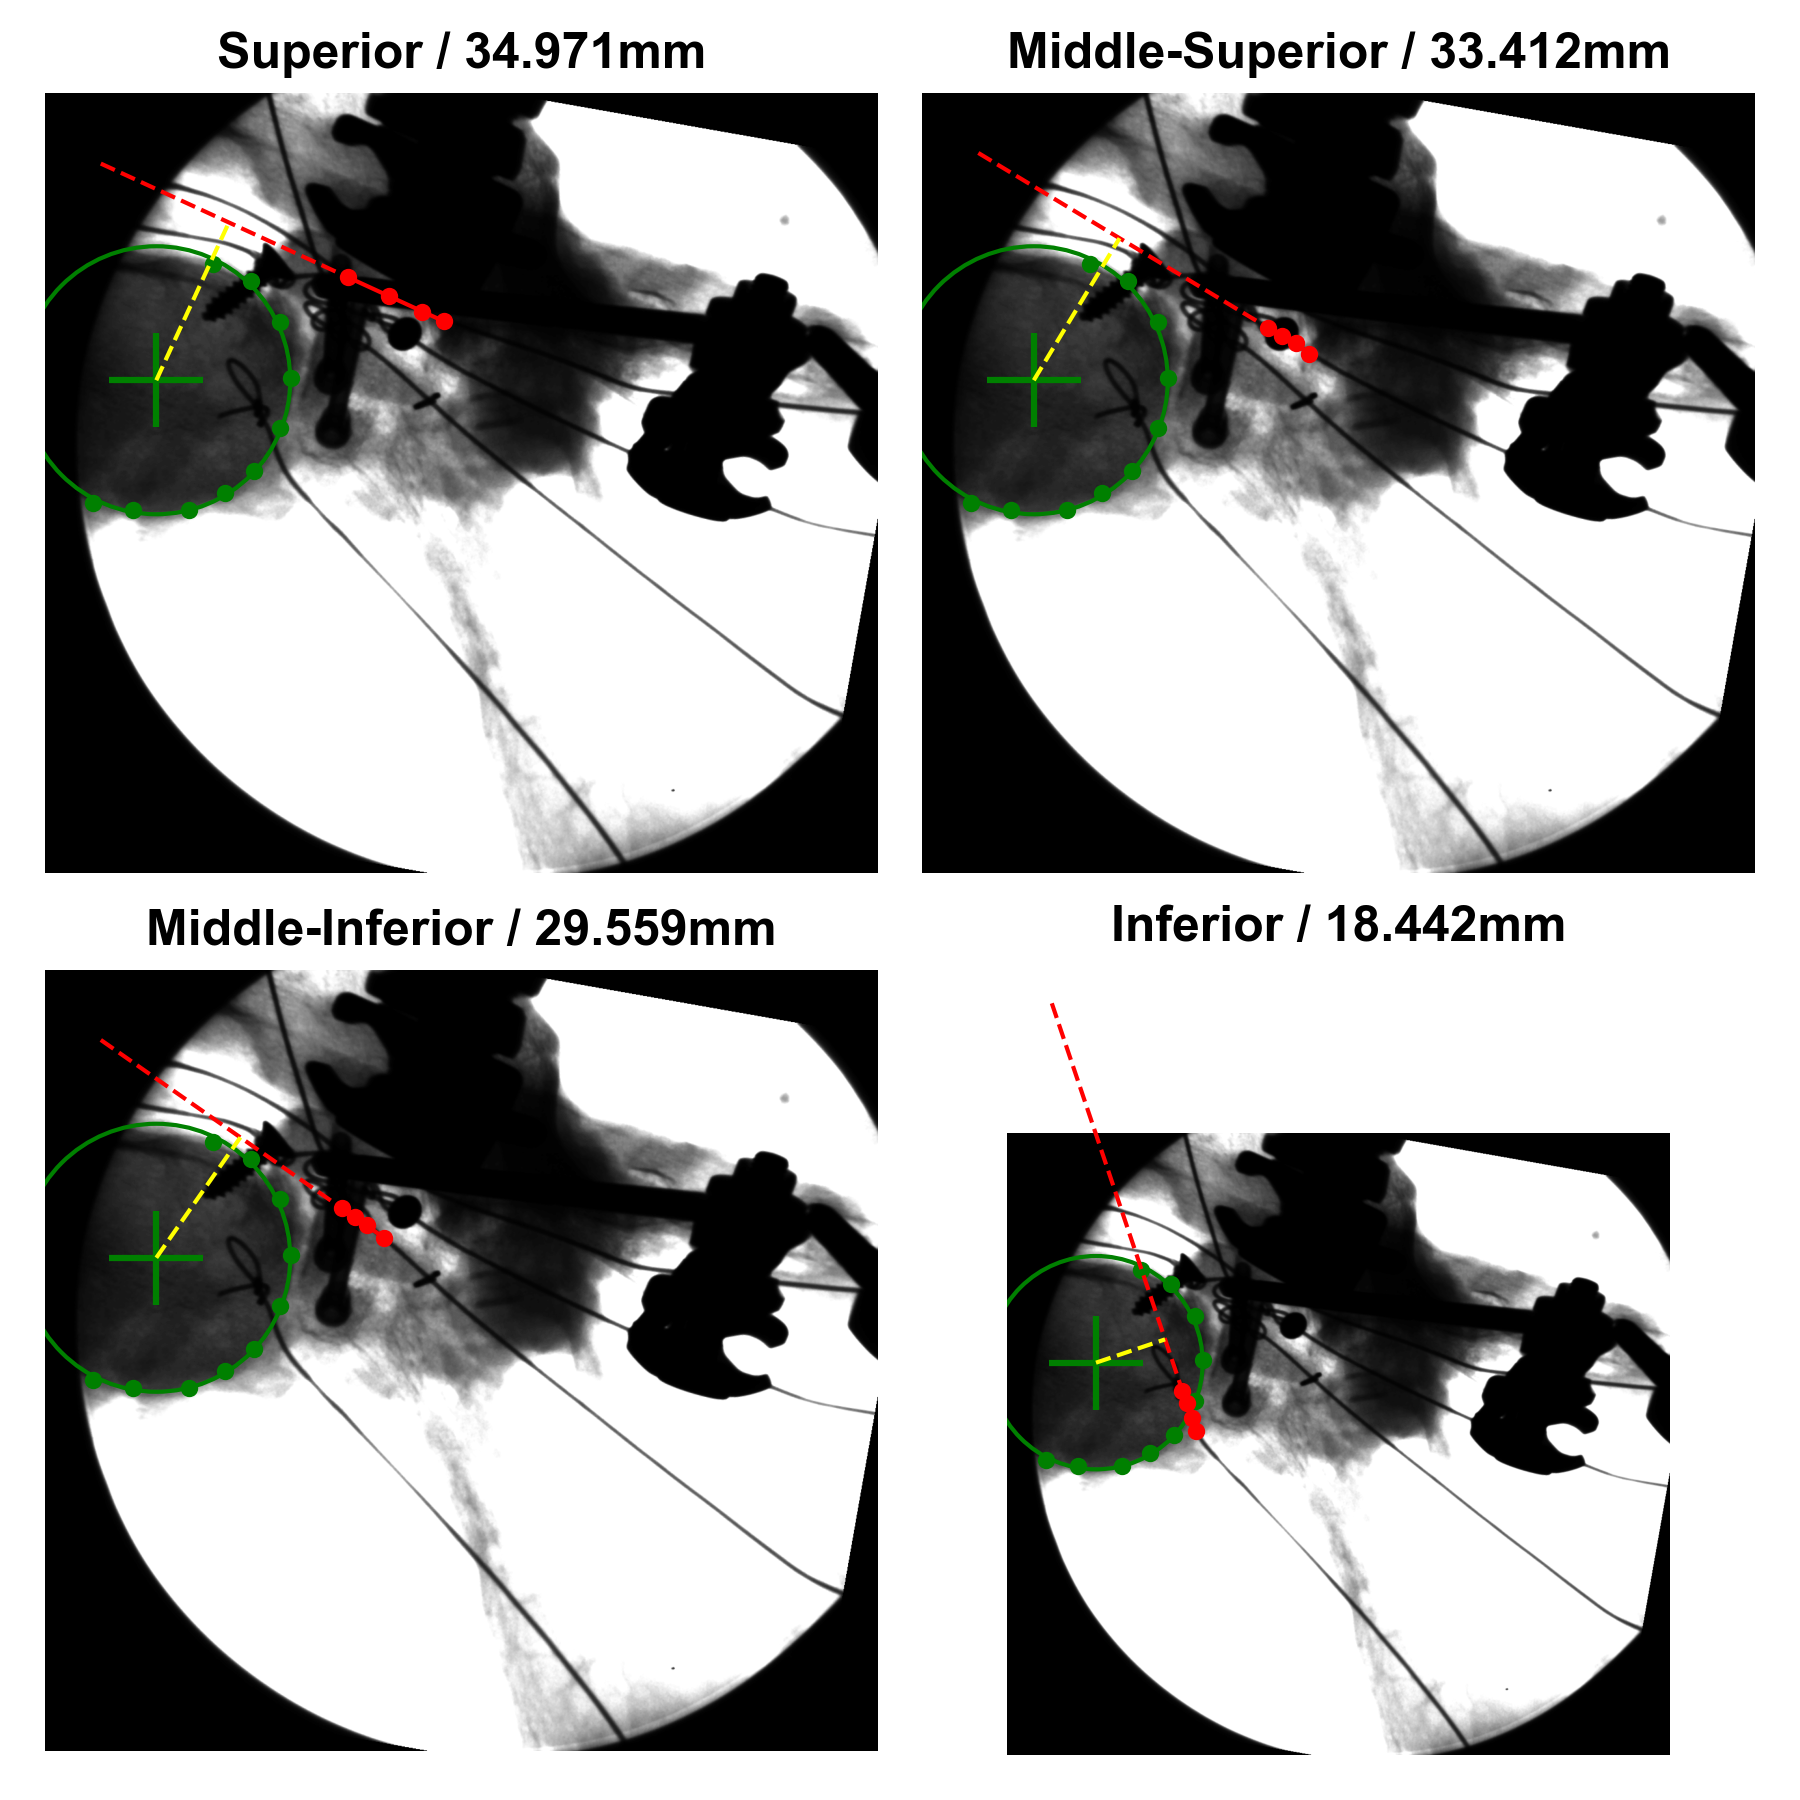 Superior / 34.971mm
Middle-Superior / 33.412mm
Middle-Inferior / 29.559mm
Inferior / 18.442mm